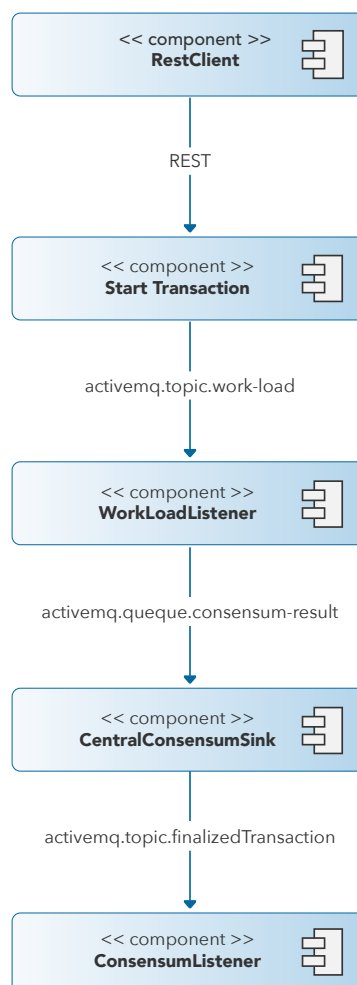 << component >>
RestClient
REST
<< component >>
Start Transaction
activemq.topic.work-load
<< component >>
WorkLoadListener
activemq.queque.consensum-result
<< component >>
CentralConsensumSink
activemq.topic.finalizedTransaction
<< component >>
ConsensumListener